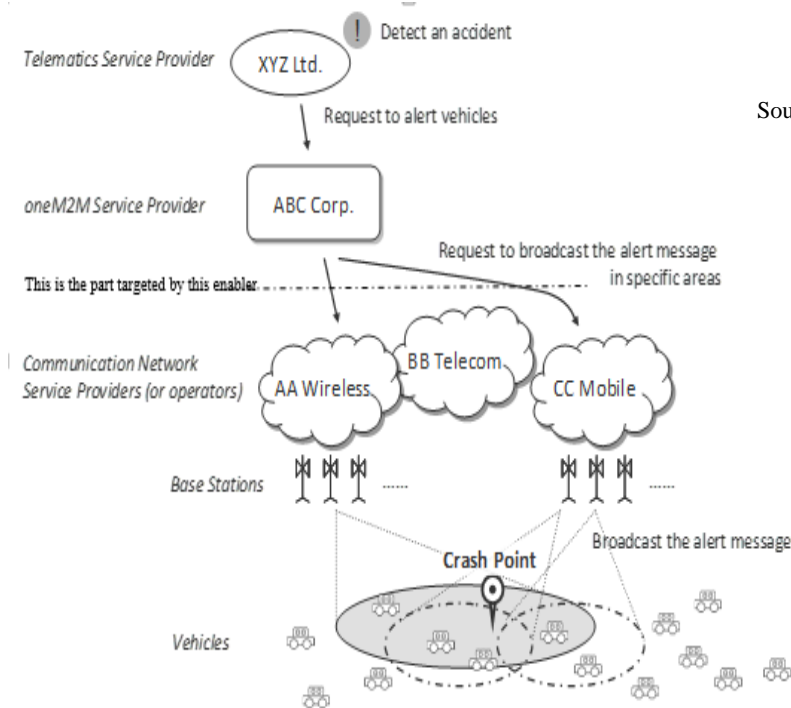 ! Detect an accident
Telematics Service Provider
XYZ Ltd.
Sou
Request to alert vehicles
oneM2M Service Provider
ABC Corp.
Request to broadcast the alert message
in specific areas
This is the part targeted by this enabler
Communication Network
Service Providers (or operators)
AA Wireless
BB Telecom
CC Mobile
Base Stations
......
......
Broadcast the alert message
Crash Point
Vehicles